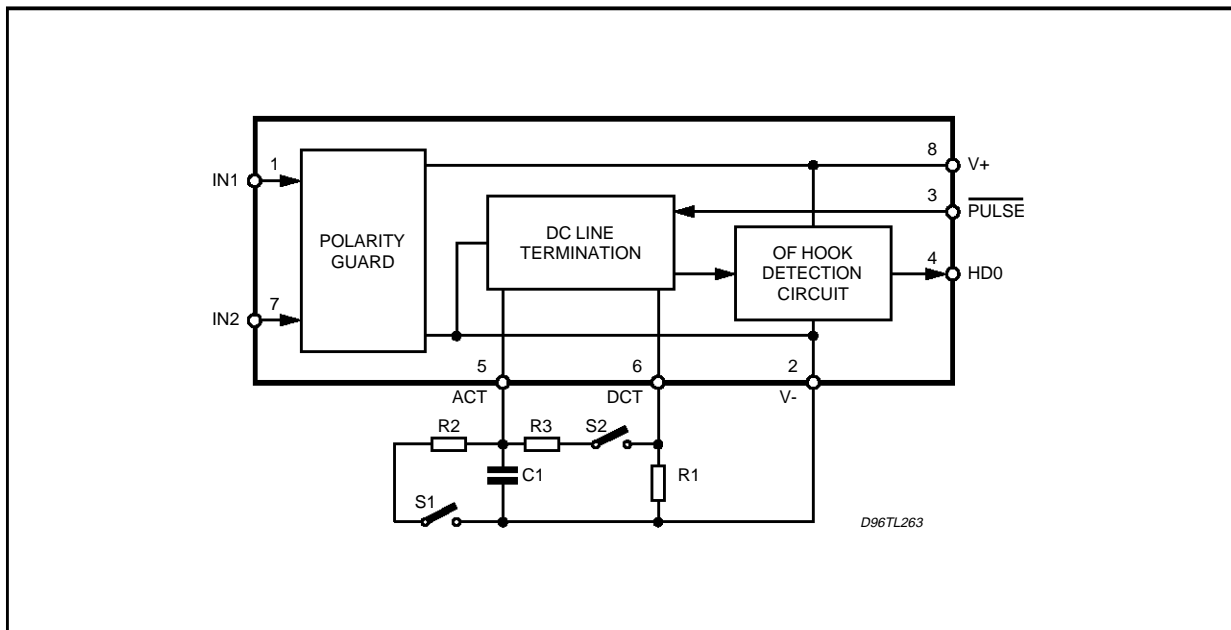 8
V+
1
IN1
3
PULSE
DC LINE
TERMINATION
POLARITY
GUARD
OF HOOK
DETECTION
CIRCUIT
4
HD0
7
IN2
5
6
2
ACT
DCT
V-
R2
R3
S2
C1
R1
S1
D96TL263